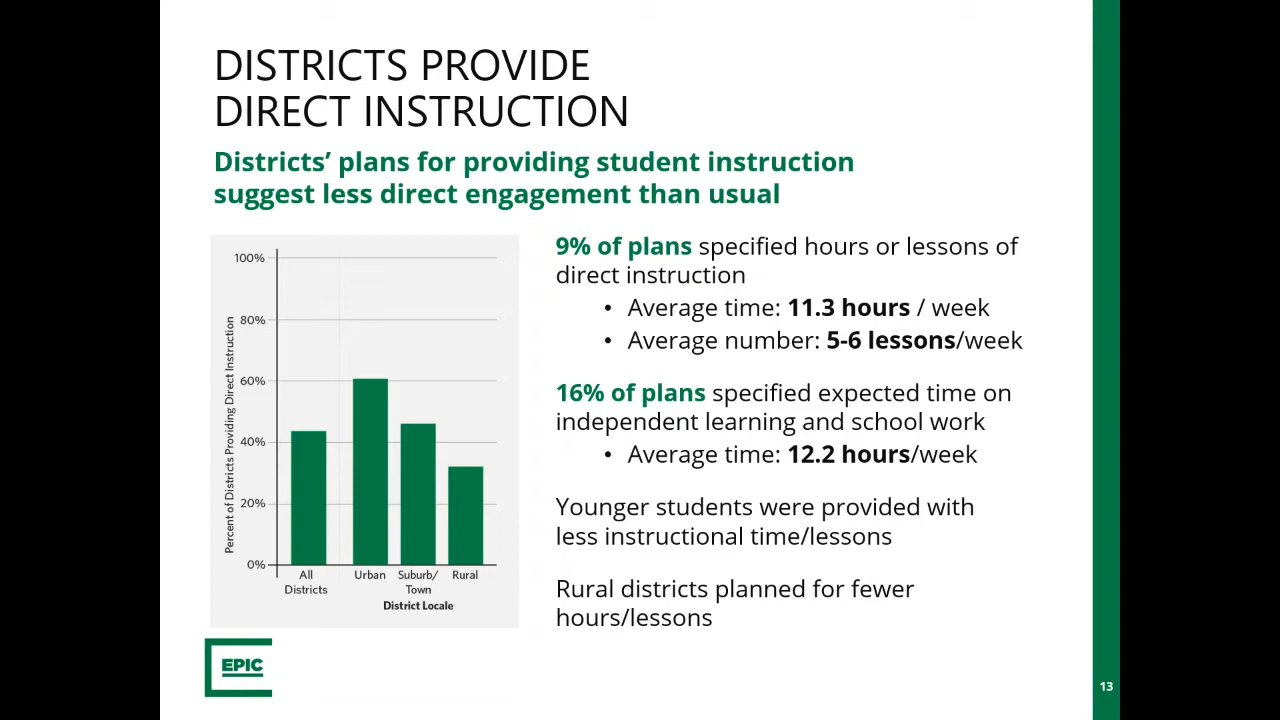 DISTRICTS PROVIDE
DIRECT INSTRUCTION
Districts’ plans for providing student instruction
suggest less direct engagement than usual
Percent of Districts Providing Direct Instruction
100%
80%
60%
40%
20%
0%
All
Districts
Urban
Suburb/
Town
Rural
District Locale
9% of plans specified hours or lessons of
direct instruction
• Average time: 11.3 hours / week
• Average number: 5-6 lessons/week
16% of plans specified expected time on
independent learning and school work
• Average time: 12.2 hours/week
Younger students were provided with
less instructional time/lessons
Rural districts planned for fewer
hours/lessons
EPIC
13